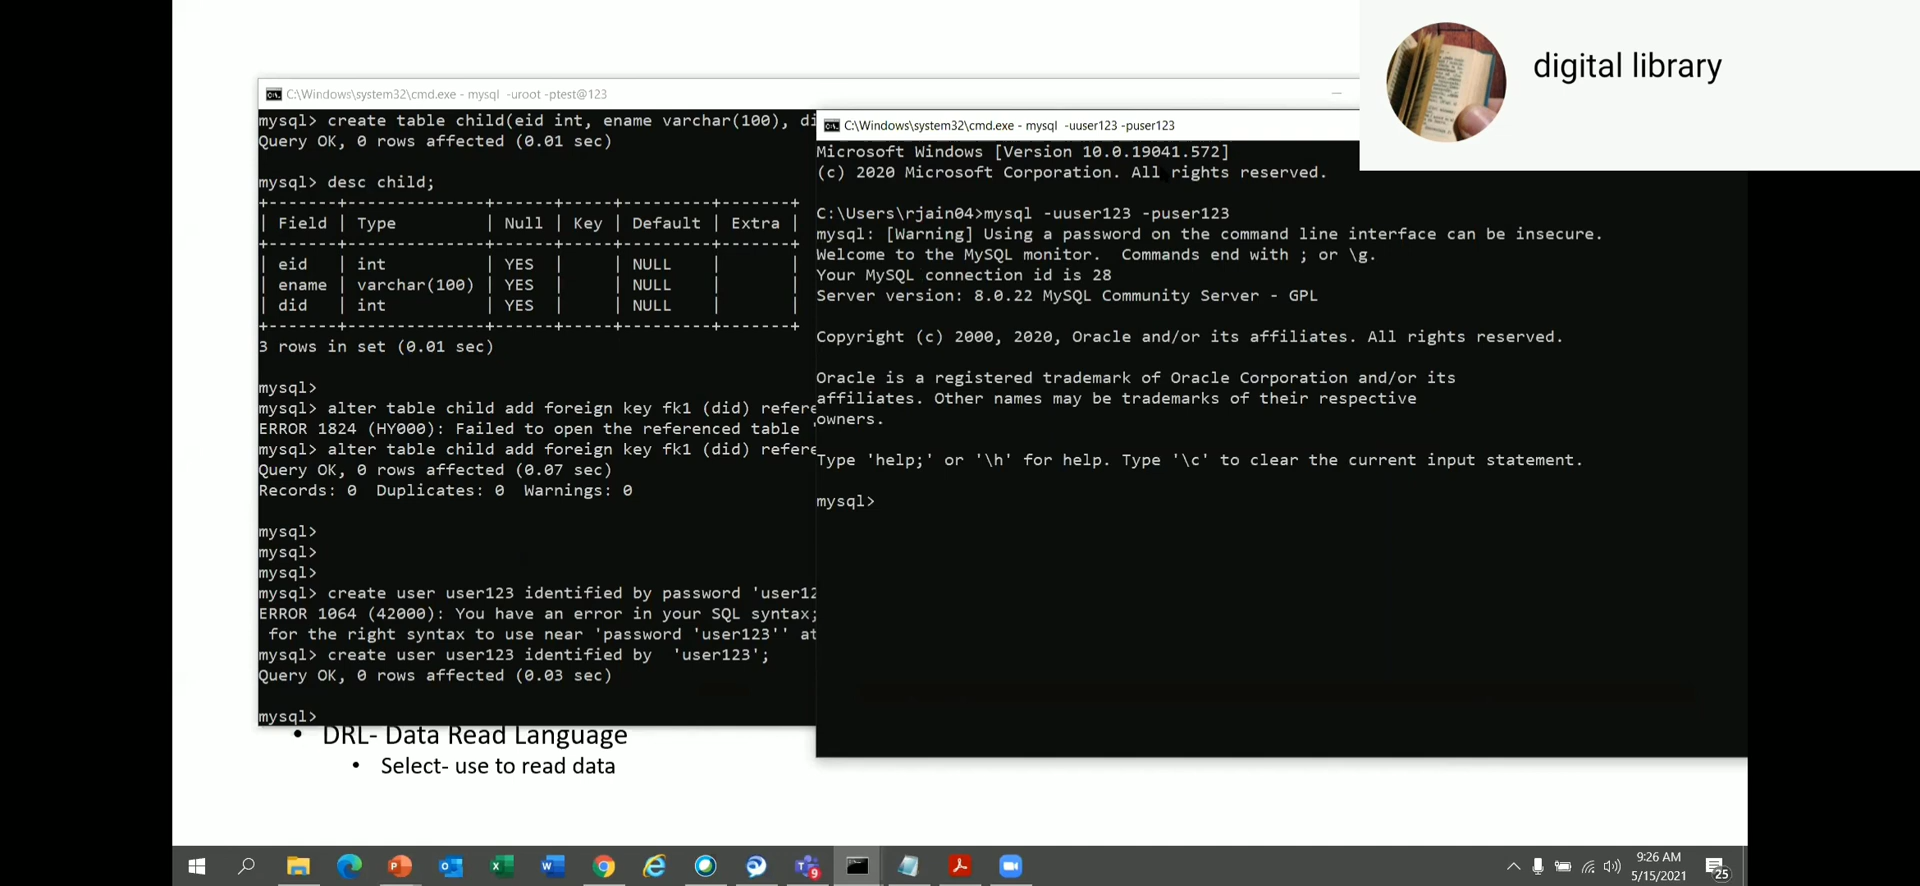 digital library
C:\Windows\system32\cmd.exe - mysql -uroot -ptest@123
mysql> create table child(eid int, ename varchar(100), di
Query OK, 0 rows affected (0.01 sec)
mysql> desc child;
+-------+--------------+------+-----+---------+-------+
| Field | Type | Null | Key | Default | Extra |
+-------+--------------+------+-----+---------+-------+
| eid | int | YES | | NULL | |
| ename | varchar(100) | YES | | NULL | |
| did | int | YES | | NULL | |
+-------+--------------+------+-----+---------+-------+
3 rows in set (0.01 sec)
mysql>
mysql> alter table child add foreign key fk1 (did) refere
ERROR 1824 (HY000): Failed to open the referenced table '
mysql> alter table child add foreign key fk1 (did) refere
Query OK, 0 rows affected (0.07 sec)
Records: 0 Duplicates: 0 Warnings: 0
mysql>
mysql>
mysql>
mysql> create user user123 identified by password 'user12
ERROR 1064 (42000): You have an error in your SQL syntax;
for the right syntax to use near 'password 'user123'' at
mysql> create user user123 identified by 'user123';
Query OK, 0 rows affected (0.03 sec)
mysql>
C:\Windows\system32\cmd.exe - mysql -uuser123 -puser123
Microsoft Windows [Version 10.0.19041.572]
(c) 2020 Microsoft Corporation. All rights reserved.
C:\Users\rjain04>mysql -uuser123 -puser123
mysql: [Warning] Using a password on the command line interface can be insecure.
Welcome to the MySQL monitor. Commands end with ; or \g.
Your MySQL connection id is 28
Server version: 8.0.22 MySQL Community Server - GPL
Copyright (c) 2000, 2020, Oracle and/or its affiliates. All rights reserved.
Oracle is a registered trademark of Oracle Corporation and/or its
affiliates. Other names may be trademarks of their respective
owners.
Type 'help;' or '\h' for help. Type '\c' to clear the current input statement.
mysql>
• DRL- Data Read Language
• Select- use to read data
9
9:26 AM
5/15/2021
25